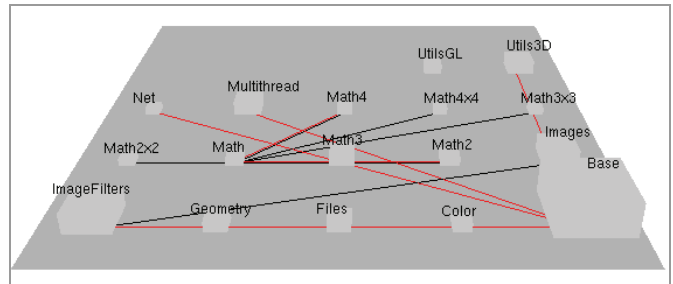 UtilsGL
Utils3D
Net
Multithread
Math4
Math4x4
Math3x3
Math2x2
Math
Math3
Math2
Images
Base
ImageFilters
Geometry
Files
Color